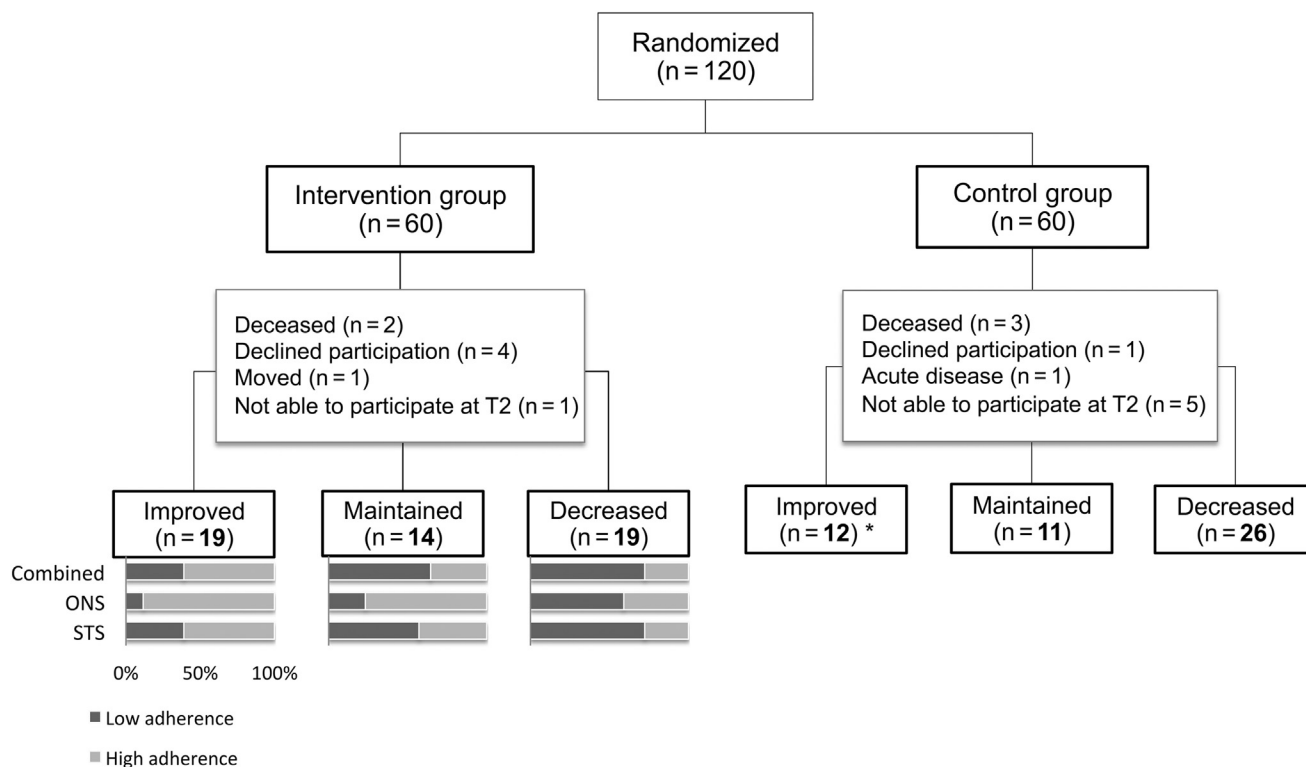 Randomized
(n = 120)
Intervention group
(n = 60)
Control group
(n = 60)
Deceased (n = 2)
Declined participation (n = 4)
Moved (n = 1)
Not able to participate at T2 (n = 1)
Deceased (n = 3)
Declined participation (n = 1)
Acute disease (n = 1)
Not able to participate at T2 (n = 5)
Improved
(n = 19)
Maintained
(n = 14)
Decreased
(n = 19)
Improved
(n = 12) *
Maintained
(n = 11)
Decreased
(n = 26)
Combined
ONS
STS
0% 50% 100%
Low adherence
High adherence